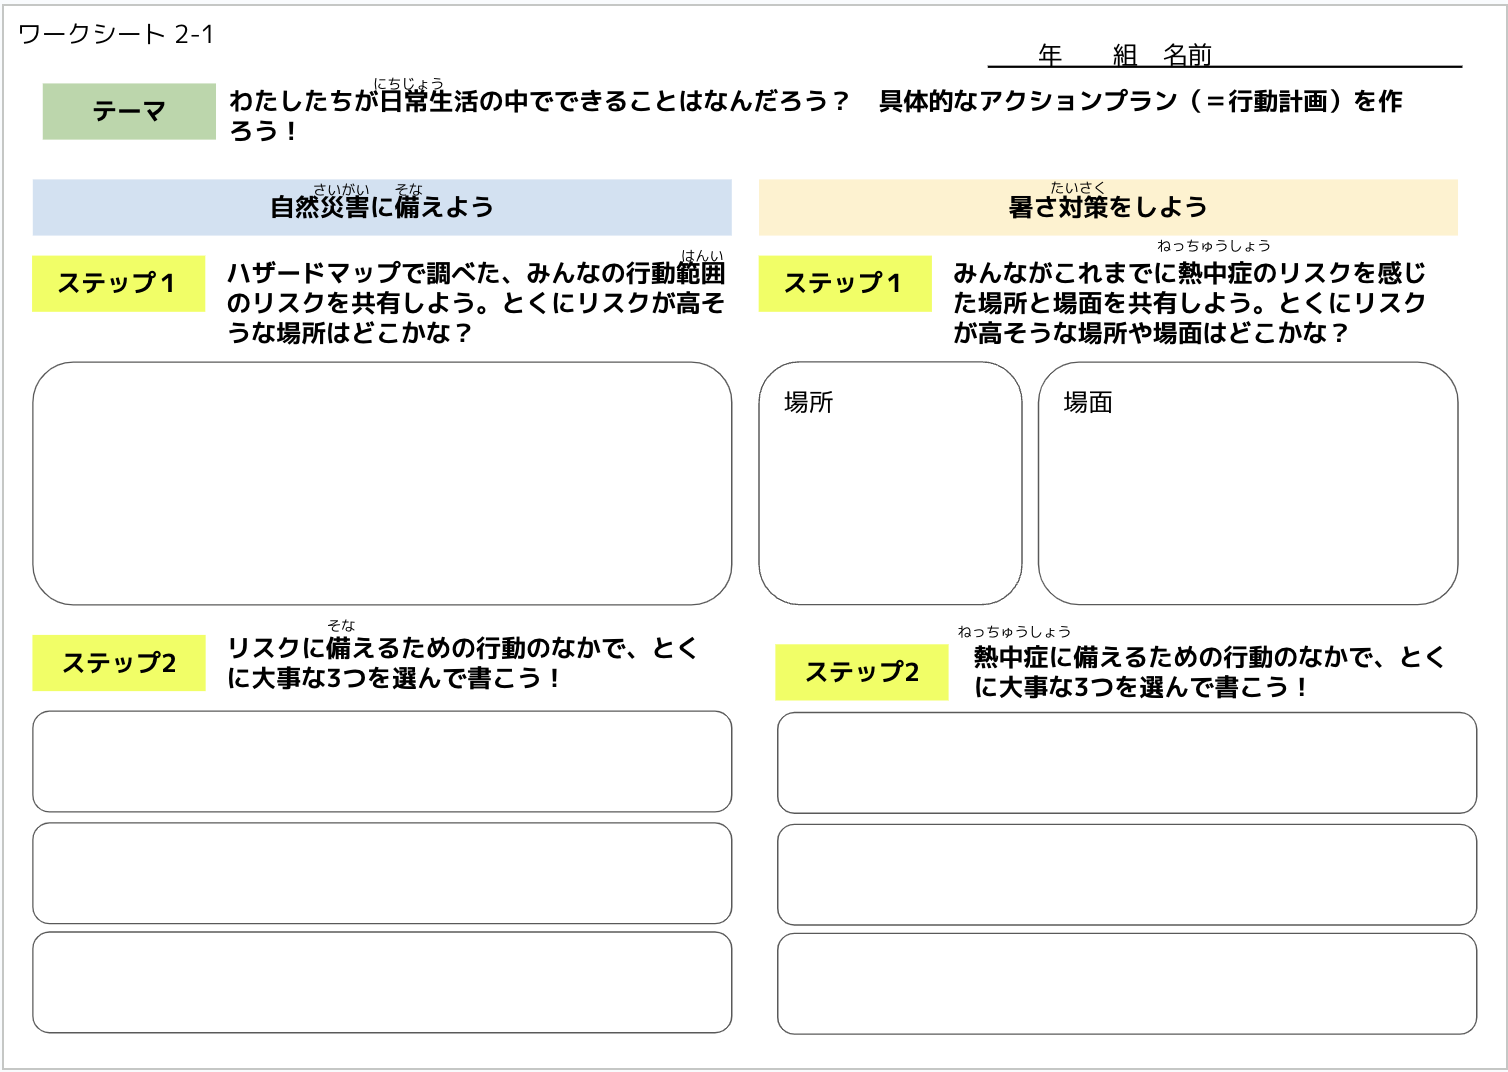 ワークシート 2-1
年　　組　名前
テーマ
にちじょう
わたしたちが日常生活の中でできることはなんだろう？　具体的なアクションプラン（＝行動計画）を作
ろう！
さいがい　そな
自然災害に備えよう
ステップ１
はんい
ハザードマップで調べた、みんなの行動範囲
のリスクを共有しよう。とくにリスクが高そ
うな場所はどこかな？
そな
ステップ2
リスクに備えるための行動のなかで、とく
に大事な3つを選んで書こう！
たいさく
暑さ対策をしよう
ねっちゅうしょう
ステップ１
みんながこれまでに熱中症のリスクを感じ
た場所と場面を共有しよう。とくにリスク
が高そうな場所や場面はどこかな？
場所
場面
ねっちゅうしょう
ステップ2
熱中症に備えるための行動のなかで、とく
に大事な3つを選んで書こう！